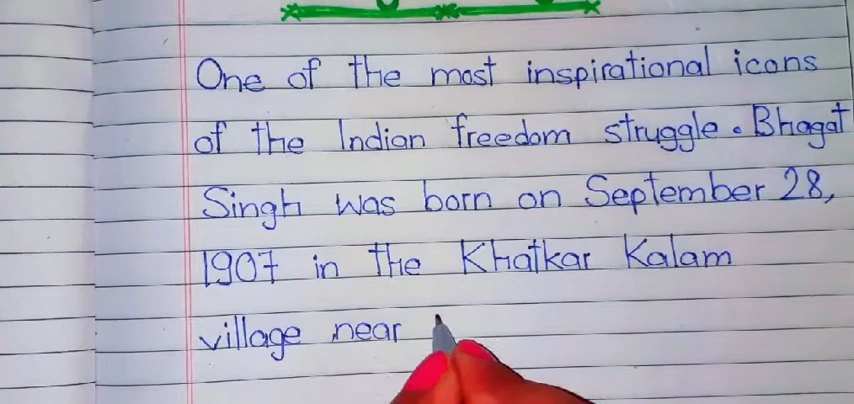 One of the most inspirational icons
of the Indian freedom struggle. Bhagat
Singh was born on September 28,
1907 in the Khatkar Kalam
village near